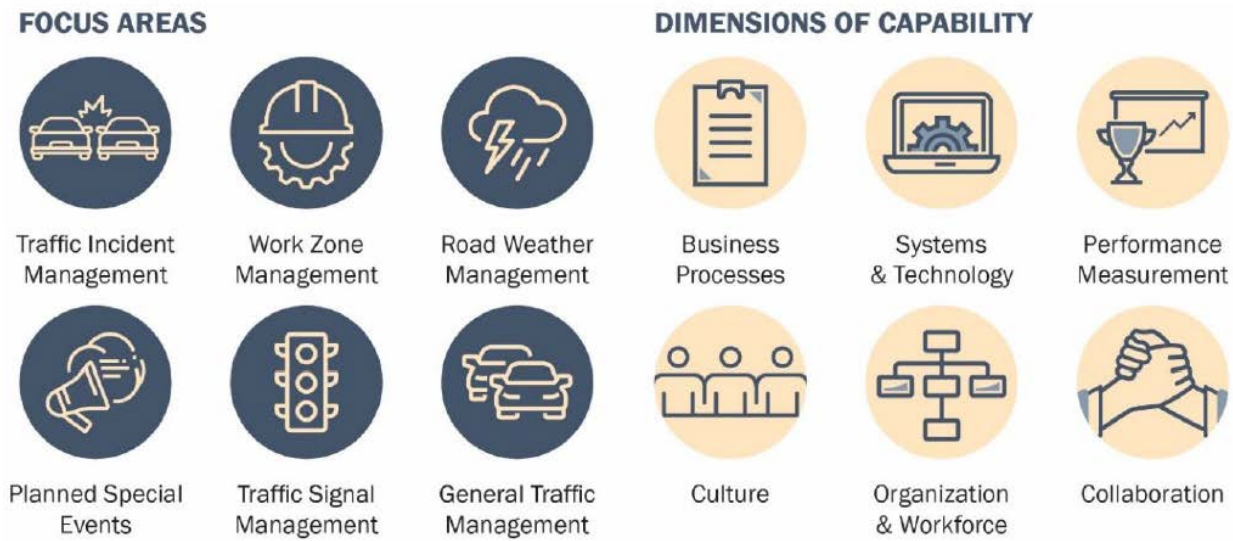 FOCUS AREAS
Traffic Incident
Management
Work Zone
Management
Road Weather
Management
Planned Special
Events
Traffic Signal
Management
General Traffic
Management
DIMENSIONS OF CAPABILITY
Business
Processes
Systems
& Technology
Performance
Measurement
Culture
Organization
& Workforce
Collaboration